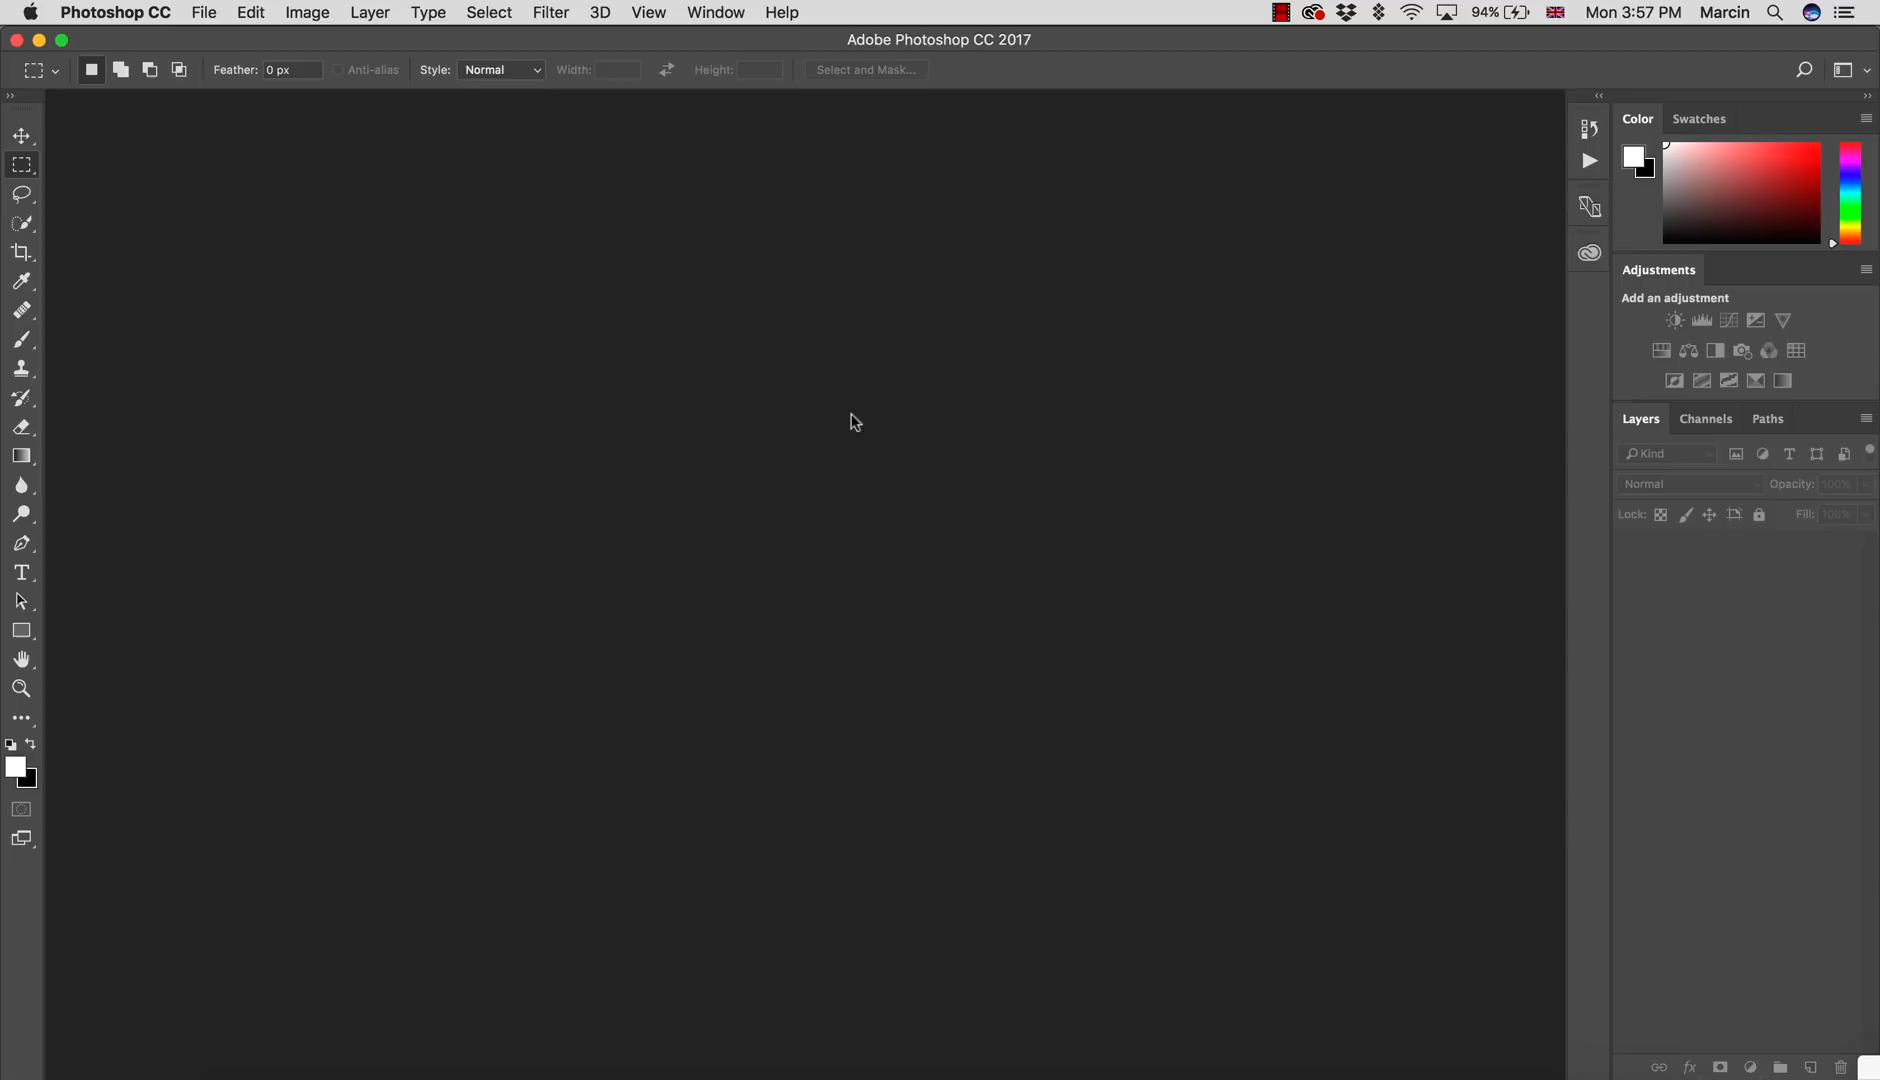 Photoshop CC File Edit Image Layer Type Select Filter 3D View Window Help 94% Mon 3:57 PM Marcin
Adobe Photoshop CC 2017
Feather: 0 px Anti-alias Style: Normal Width: Height: Select and Mask...
Color Swatches
Adjustments
Add an adjustment
Layers Channels Paths
Kind
Normal Opacity: 100%
Lock: Fill: 100%